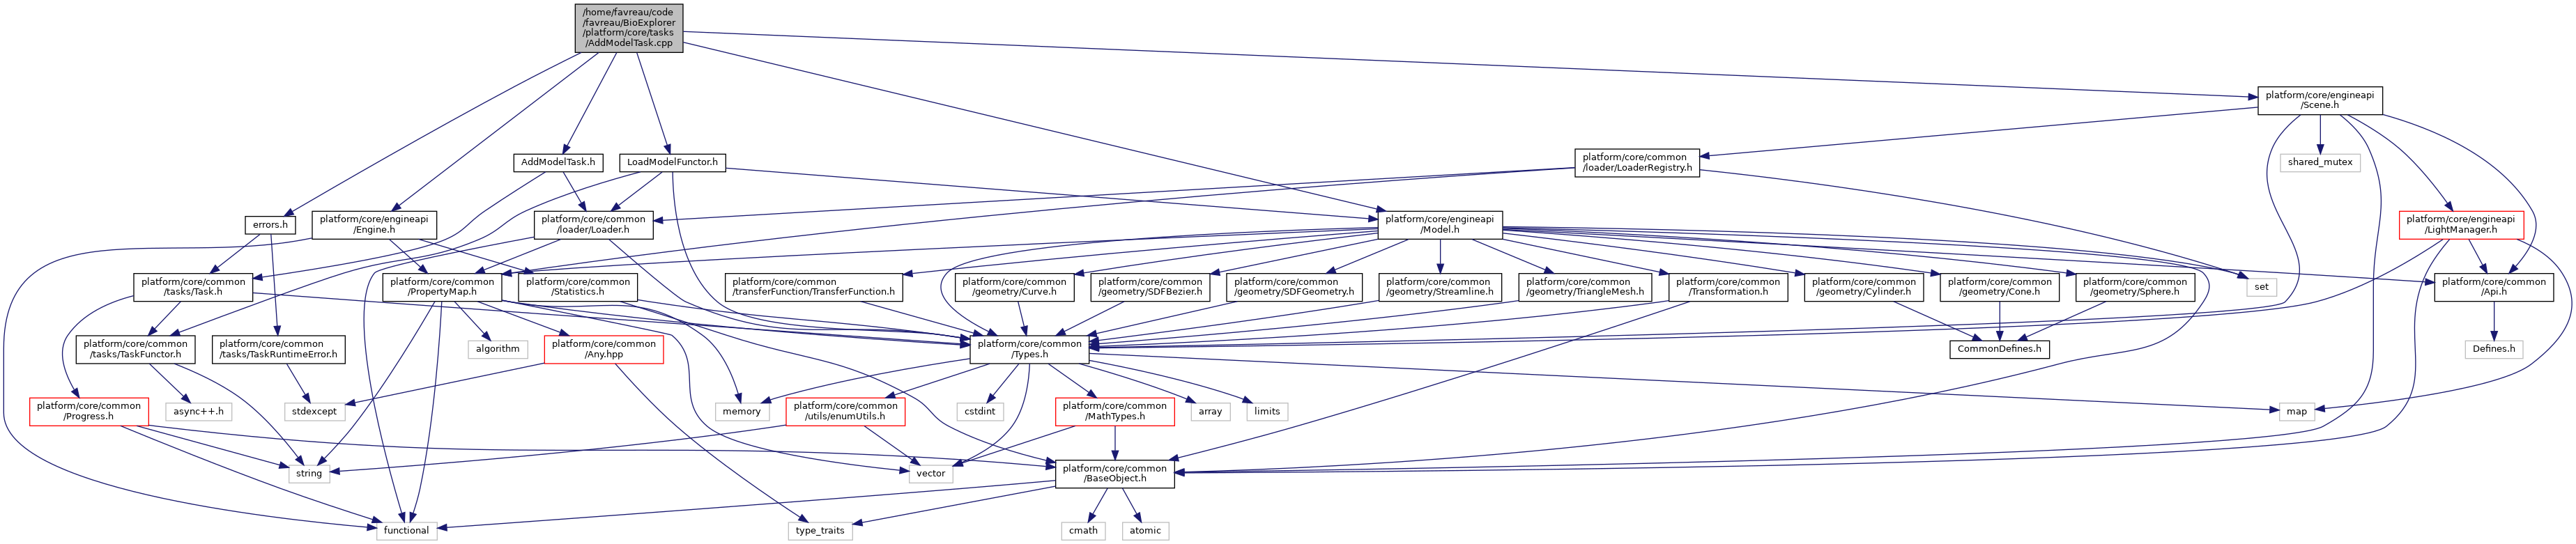 /home/favreau/code
/favreau/BioExplorer
/platform/core/tasks
/AddModelTask.cpp
platform/core/engineapi
/Scene.h
AddModelTask.h
LoadModelFunctor.h
platform/core/common
/loader/LoaderRegistry.h
shared_mutex
errors.h
platform/core/engineapi
/Engine.h
platform/core/common
/loader/Loader.h
platform/core/engineapi
/Model.h
platform/core/engineapi
/LightManager.h
platform/core/common
/tasks/Task.h
platform/core/common
/PropertyMap.h
platform/core/common
/Statistics.h
platform/core/common
/transferFunction/TransferFunction.h
platform/core/common
/geometry/Curve.h
platform/core/common
/geometry/SDFBezier.h
platform/core/common
/geometry/SDFGeometry.h
platform/core/common
/geometry/Streamline.h
platform/core/common
/geometry/TriangleMesh.h
platform/core/common
/Transformation.h
platform/core/common
/geometry/Cylinder.h
platform/core/common
/geometry/Cone.h
platform/core/common
/geometry/Sphere.h
set
platform/core/common
/Api.h
platform/core/common
/tasks/TaskFunctor.h
platform/core/common
/tasks/TaskRuntimeError.h
algorithm
platform/core/common
/Any.hpp
platform/core/common
/Types.h
CommonDefines.h
Defines.h
platform/core/common
/Progress.h
async++.h
stdexcept
memory
platform/core/common
/utils/enumUtils.h
cstdint
platform/core/common
/MathTypes.h
array
limits
map
string
vector
platform/core/common
/BaseObject.h
functional
type_traits
cmath
atomic